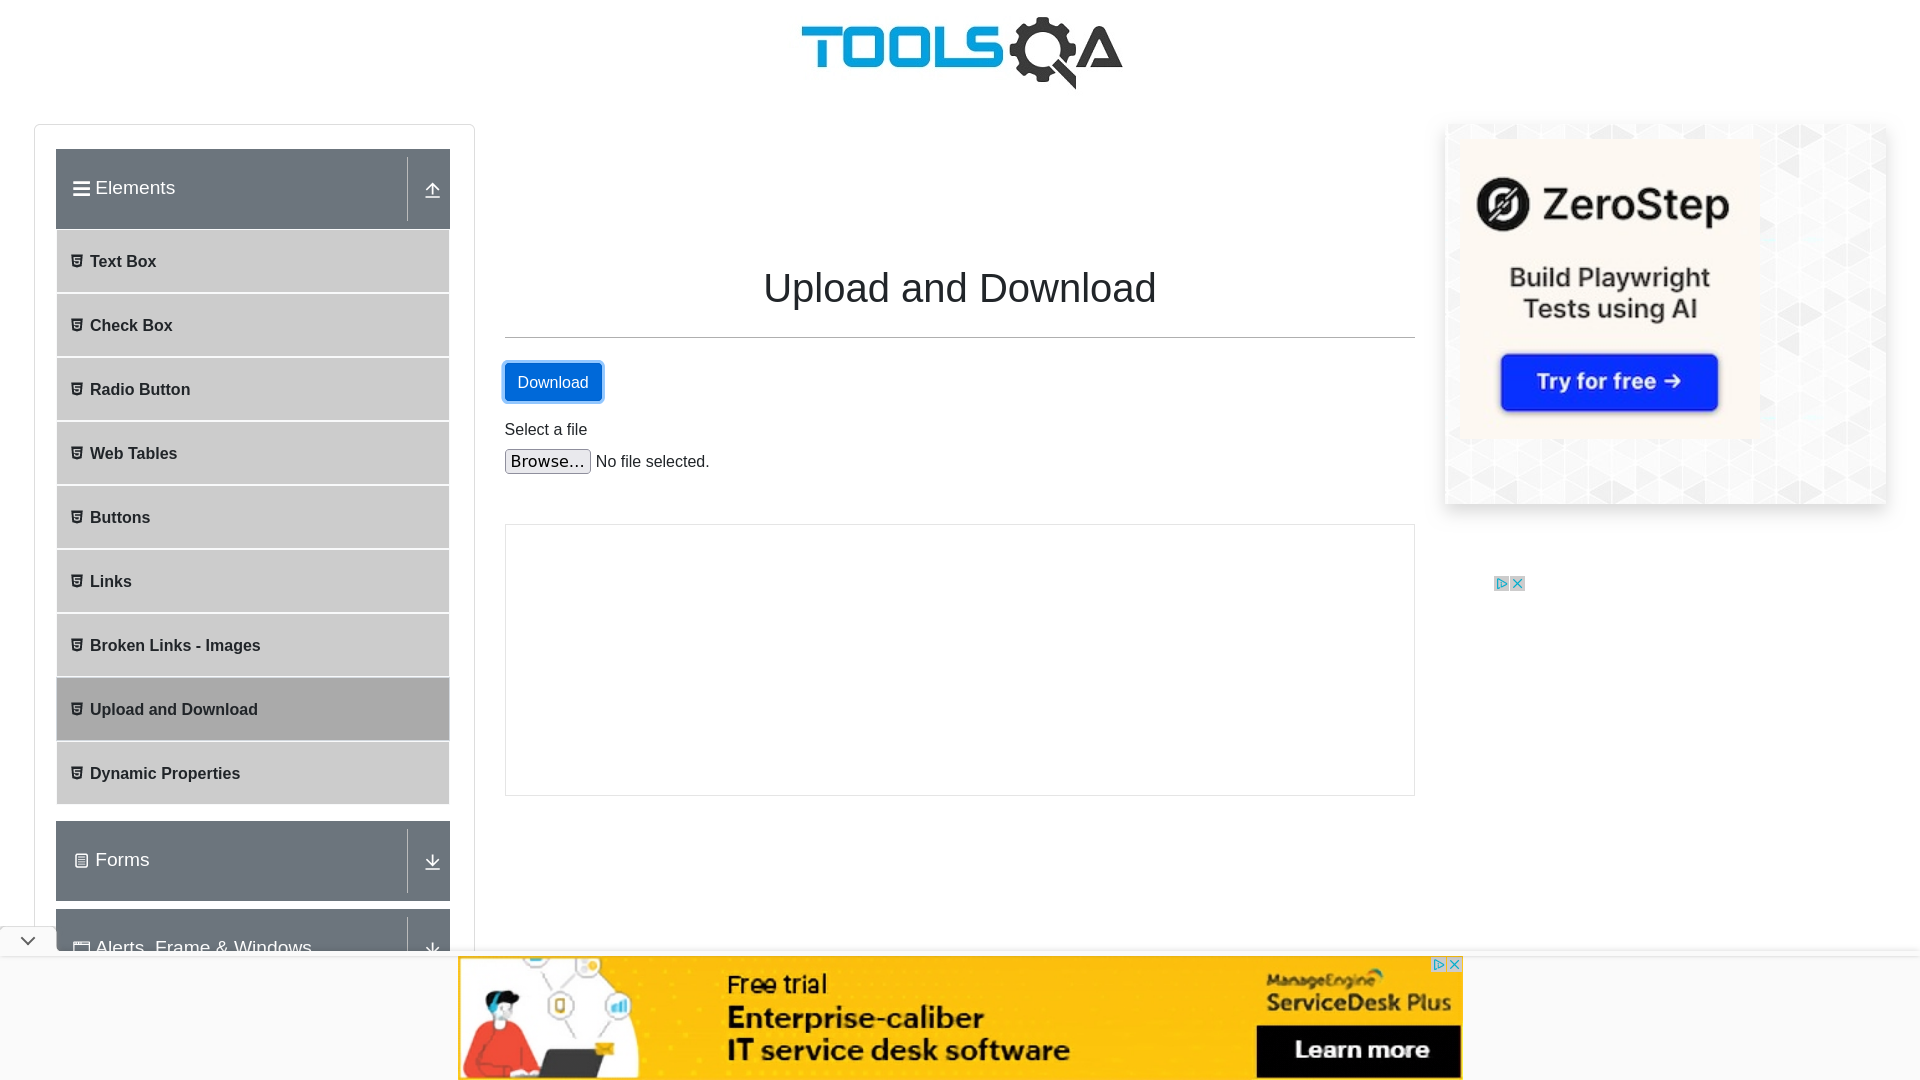 TOOLSQA
Elements
Text Box
Check Box
Radio Button
Web Tables
Buttons
Links
Broken Links - Images
Upload and Download
Dynamic Properties
Forms
Alerts, Frame & Windows
Upload and Download
Download
Select a file
Browse... No file selected.
ZeroStep
Build Playwright
Tests using AI
Try for free →
Free trial
Enterprise-caliber
IT service desk software
ManageEngine
ServiceDesk Plus
Learn more